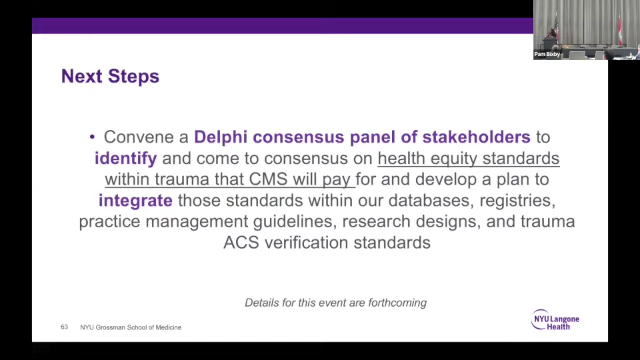 Pam Bixby
Next Steps
• Convene a Delphi consensus panel of stakeholders to
identify and come to consensus on health equity standards
within trauma that CMS will pay for and develop a plan to
integrate those standards within our databases, registries,
practice management guidelines, research designs, and trauma
ACS verification standards
Details for this event are forthcoming
63 NYU Grossman School of Medicine
NYU Langone
Health